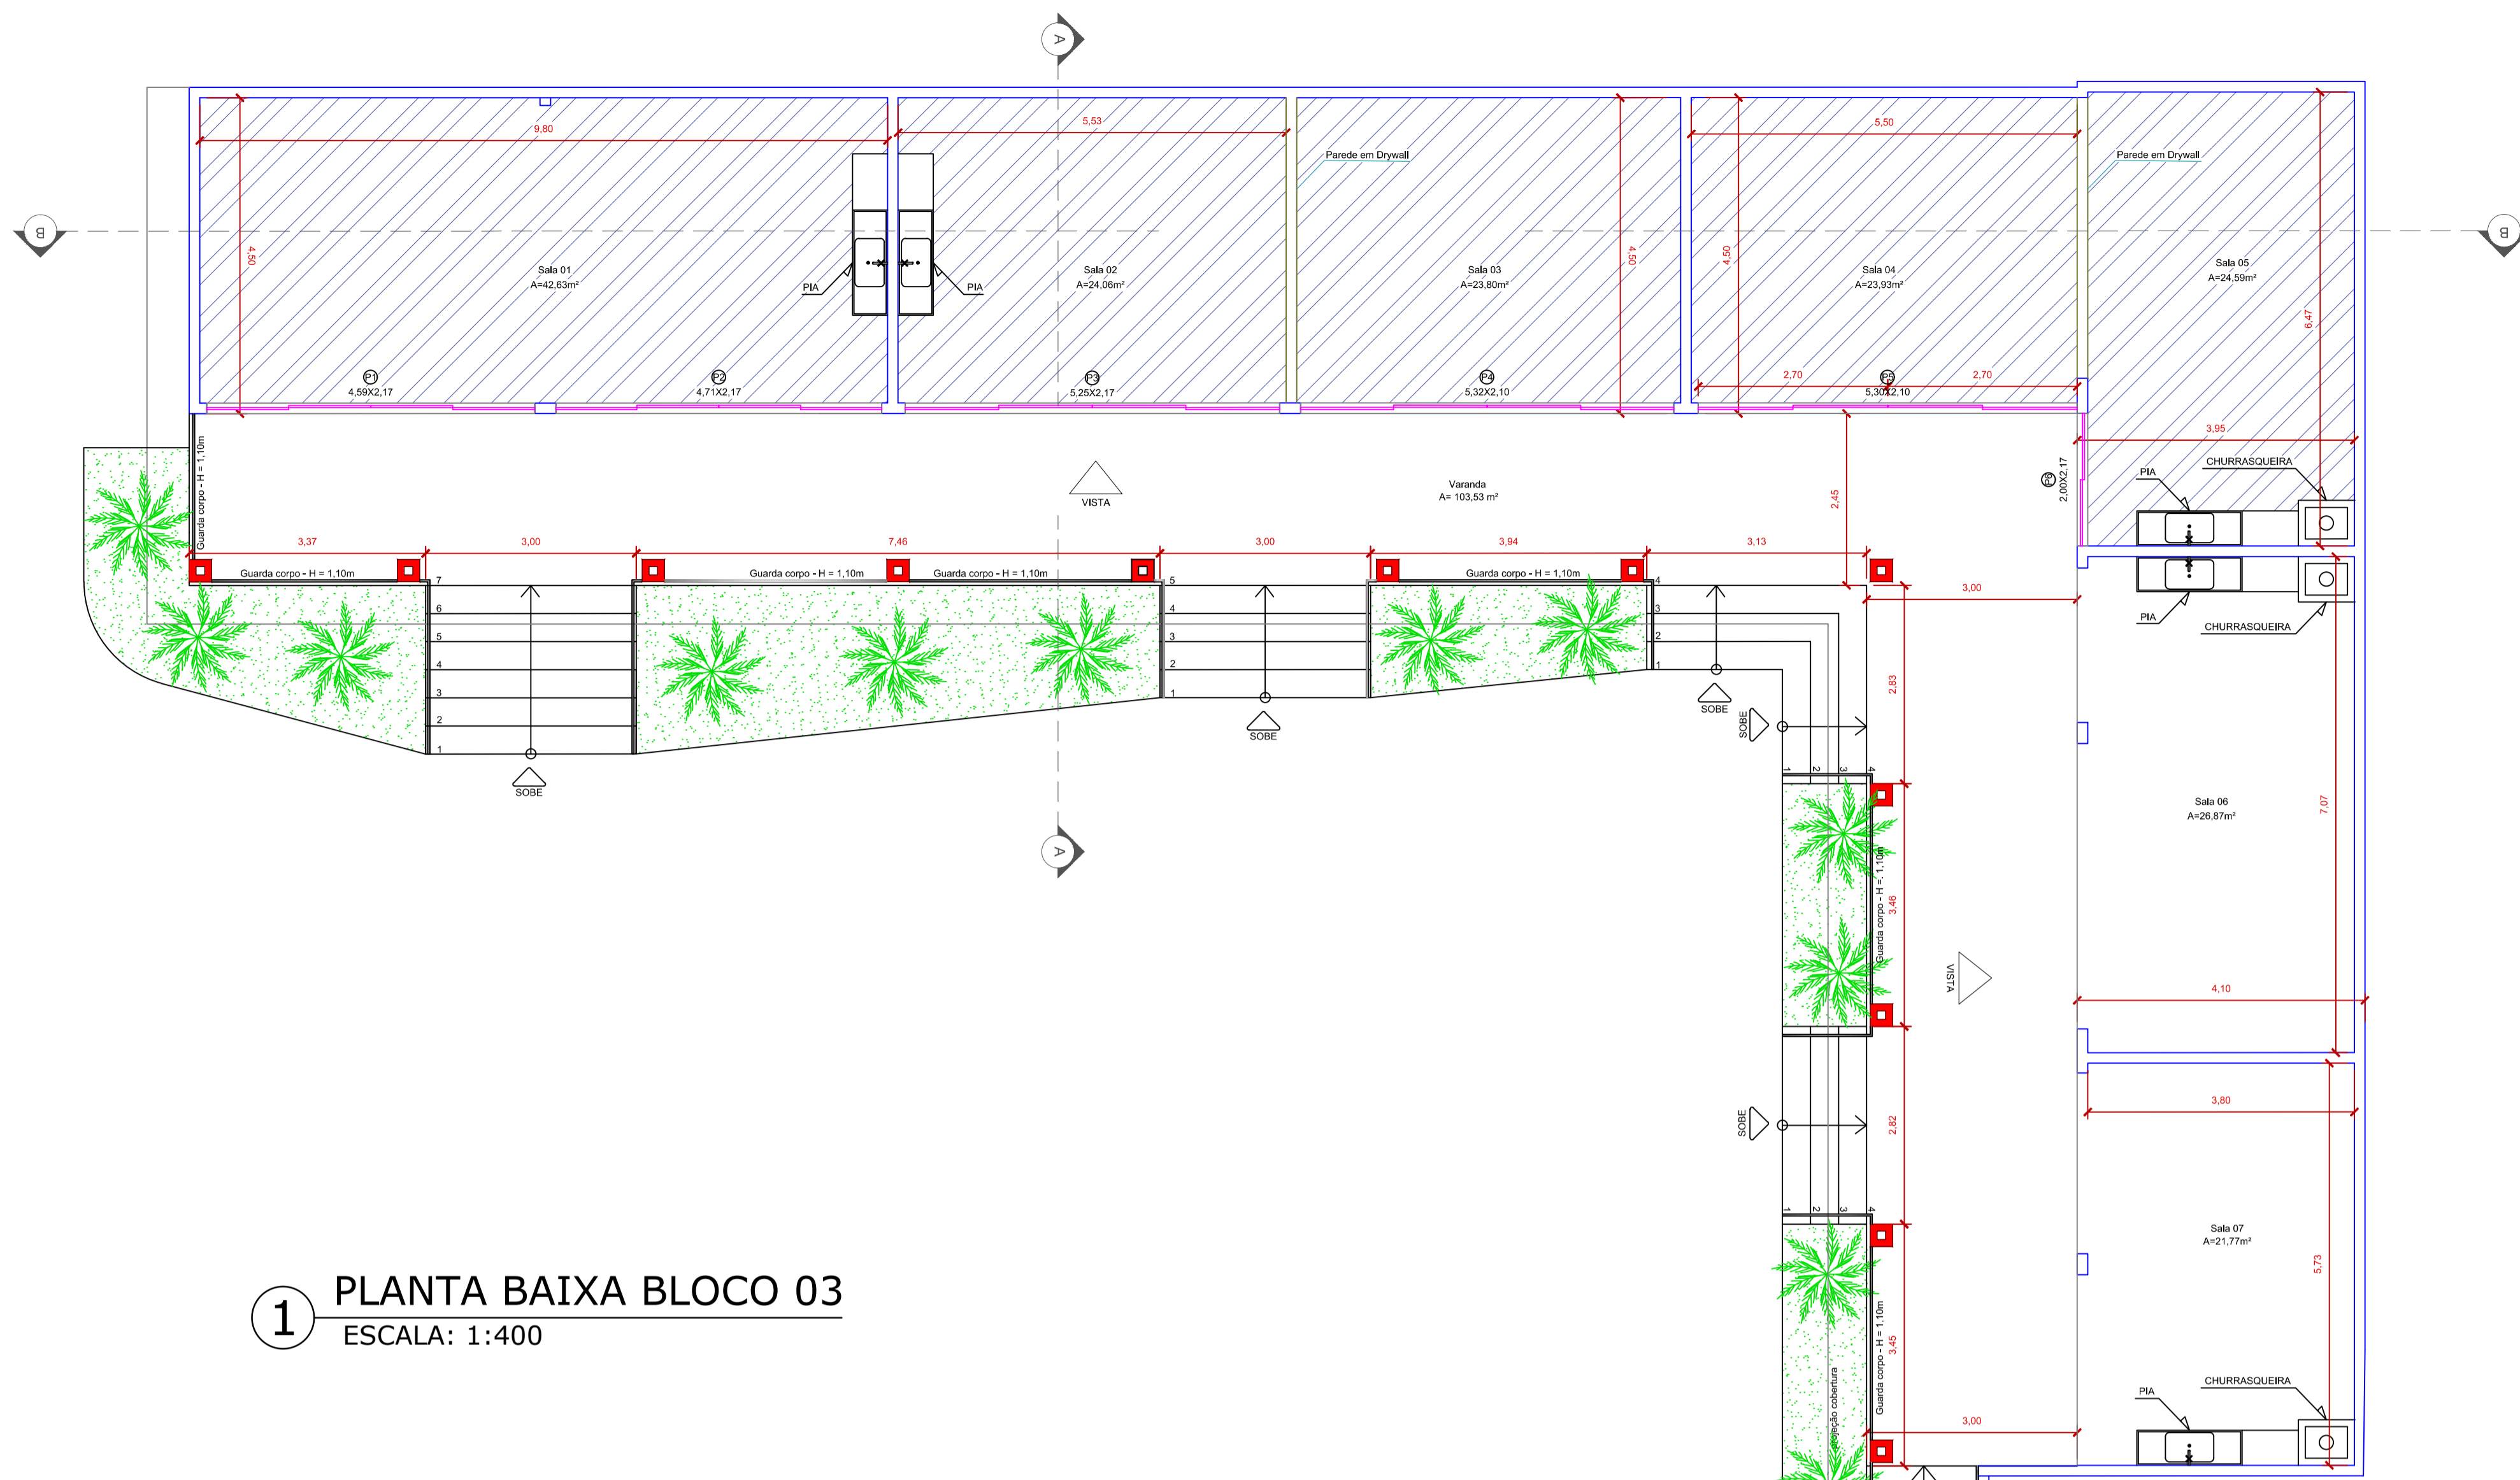 A
9,80
5,53
5,50
Parede em Drywall
Parede em Drywall
B
B
4,50
4,50
4,50
6,47
Sala 01
A=42,63m²
PIA
PIA
Sala 02
A=24,06m²
Sala 03
A=23,80m²
Sala 04
A=23,93m²
Sala 05
A=24,59m²
P1
4,59X2,17
P2
4,71X2,17
P3
5,25X2,17
P4
5,32X2,10
2,70
P5
2,70
5,30X2,10
3,95
Guarda corpo - H = 1,10m
VISTA
Varanda
A= 103,53 m²
2,45
P6
2,00X2,17
PIA
CHURRASQUEIRA
3,37
3,00
7,46
3,00
3,94
3,13
Guarda corpo - H = 1,10m
Guarda corpo - H = 1,10m
Guarda corpo - H = 1,10m
Guarda corpo - H = 1,10m
3,00
7
6
5
4
3
2
1
SOBE
5
4
3
2
1
SOBE
4
3
2
1
SOBE
PIA
CHURRASQUEIRA
2,83
SOBE
1
2
3
4
A
Guarda corpo - H = 1,10m
3,46
Sala 06
A=26,87m²
7,07
VISTA
4,10
3,80
SOBE
2,82
1
2
3
4
Sala 07
A=21,77m²
5,73
Guarda corpo - H = 1,10m
3,45
projeção cobertura
3,00
PIA
CHURRASQUEIRA
1
PLANTA BAIXA BLOCO 03
ESCALA: 1:400